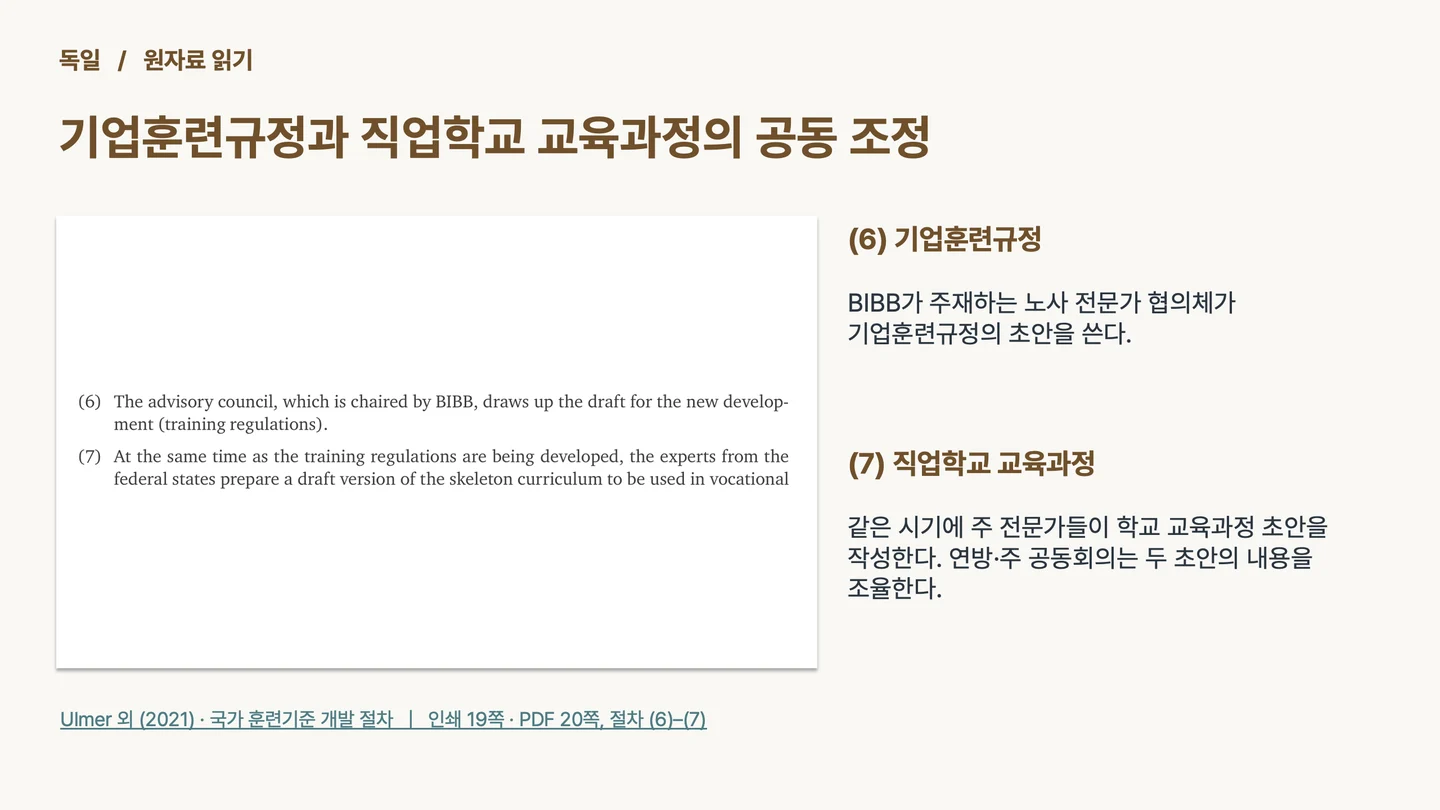 독일 / 원자료 읽기
기업훈련규정과 직업학교 교육과정의 공동 조정
(6) The advisory council, which is chaired by BIBB, draws up the draft for the new develop-
ment (training regulations).
(7) At the same time as the training regulations are being developed, the experts from the
federal states prepare a draft version of the skeleton curriculum to be used in vocational
(6) 기업훈련규정
BIBB가 주재하는 노사 전문가 협의체가
기업훈련규정의 초안을 쓴다.
(7) 직업학교 교육과정
같은 시기에 주 전문가들이 학교 교육과정 초안을
작성한다. 연방·주 공동회의는 두 초안의 내용을
조율한다.
Ulmer 외 (2021) · 국가 훈련기준 개발 절차 | 인쇄 19쪽 · PDF 20쪽, 절차 (6)–(7)